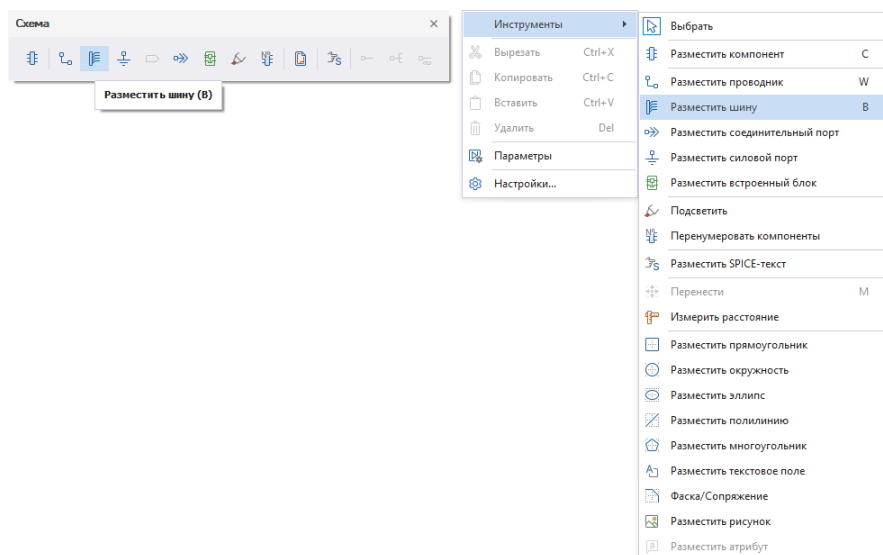 Схема
Разместить шину (B)
Инструменты
Вырезать Ctrl+X
Копировать Ctrl+C
Вставить Ctrl+V
Удалить Del
Параметры
Настройки...
Выбрать
Разместить компонент C
Разместить проводник W
Разместить шину B
Разместить соединительный порт
Разместить силовой порт
Разместить встроенный блок
Подсветить
Перенумеровать компоненты
Разместить SPICE-текст
Перенести M
Измерить расстояние
Разместить прямоугольник
Разместить окружность
Разместить эллипс
Разместить полилинию
Разместить многоугольник
Разместить текстовое поле
Фаска/Сопряжение
Разместить рисунок
Разместить атрибут